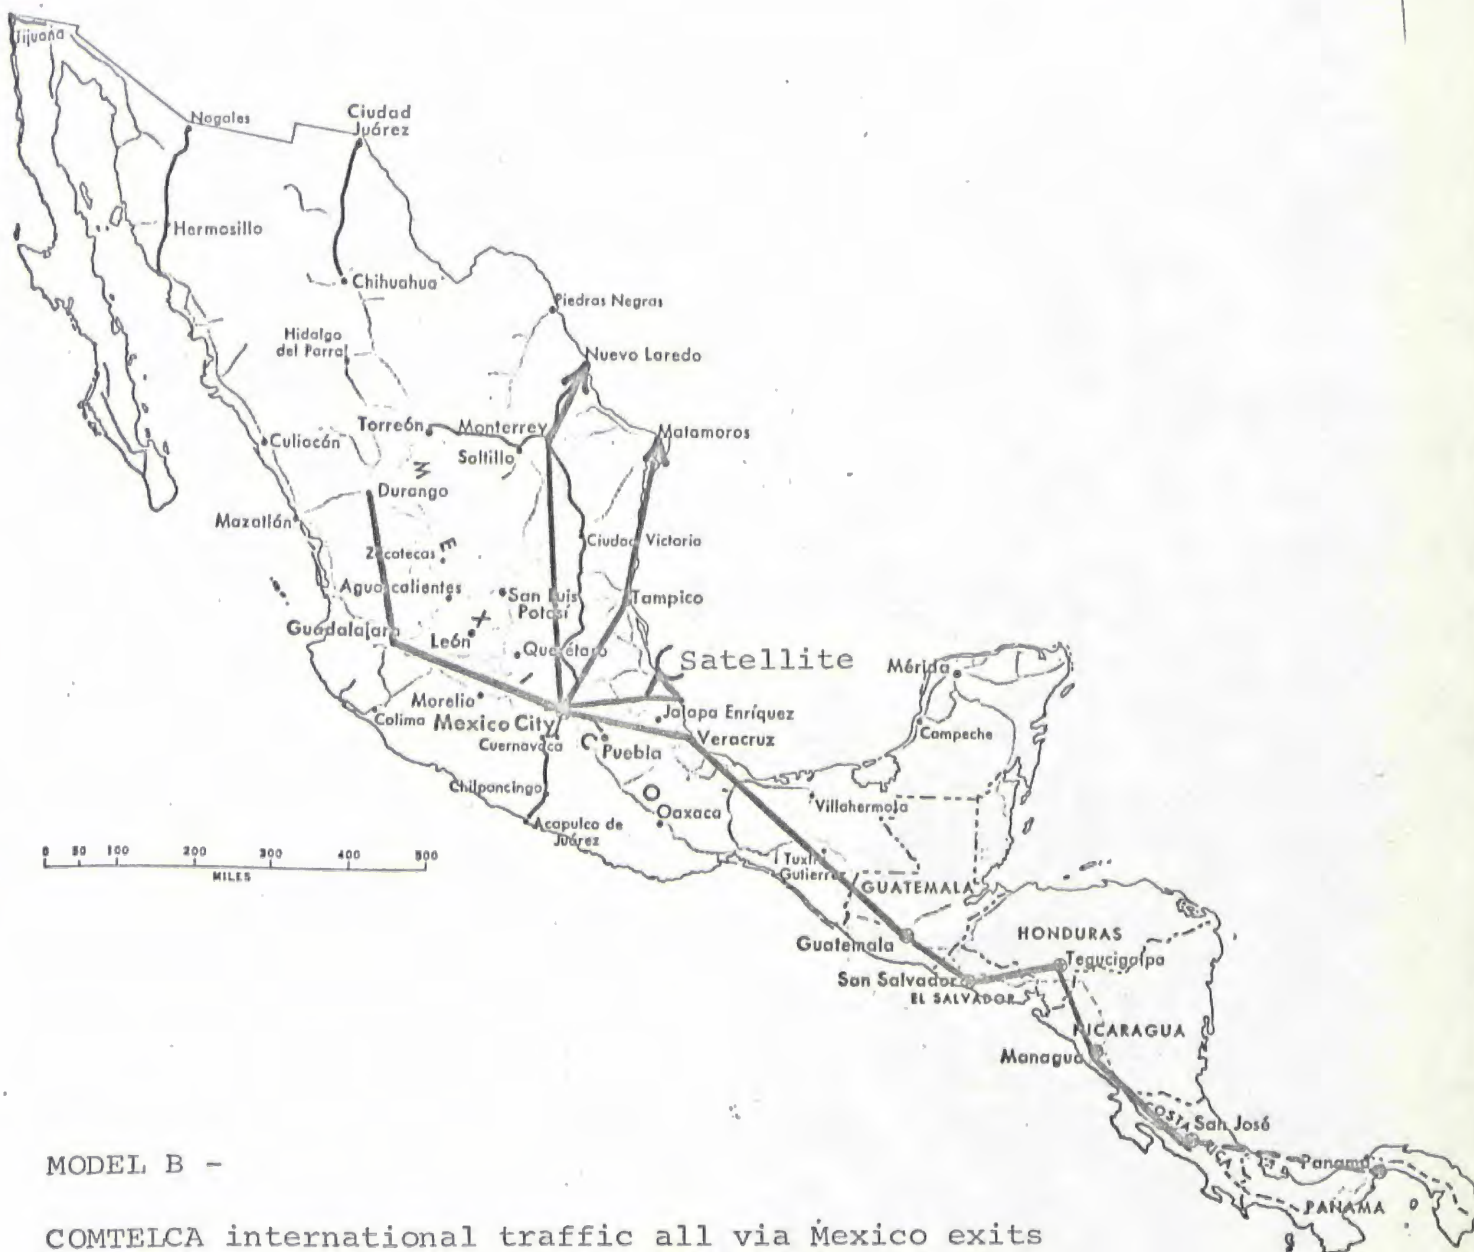 Tijuana
Nogales
Ciudad
Juárez
Hermosillo
Chihuahua
Piedras Negras
Hidalgo
del Parral
Nuevo Laredo
Torreón
Monterrey
Matamoros
Culiacán
Saltillo
M
Durango
Mazatlán
Ciudad Victoria
Zacatecas
E
Aguascalientes
San Luis
Potosí
Tampico
X
Guadalajara
León
Querétaro
Satellite
Mérida
I
Morelia
Jalapa Enríquez
Colima
Mexico City
Veracruz
Campeche
Cuernavaca
C
Puebla
Chilpancingo
O
Oaxaca
Villahermosa
Acapulco de
Juárez
0 50 100 200 300 400 500
MILES
Tuxtla
Gutierrez
GUATEMALA
HONDURAS
Guatemala
Tegucigalpa
San Salvador
EL SALVADOR
NICARAGUA
Managua
COSTA RICA
San José
Panamá
PANAMA
MODEL B -
COMTELCA international traffic all via Mexico exits